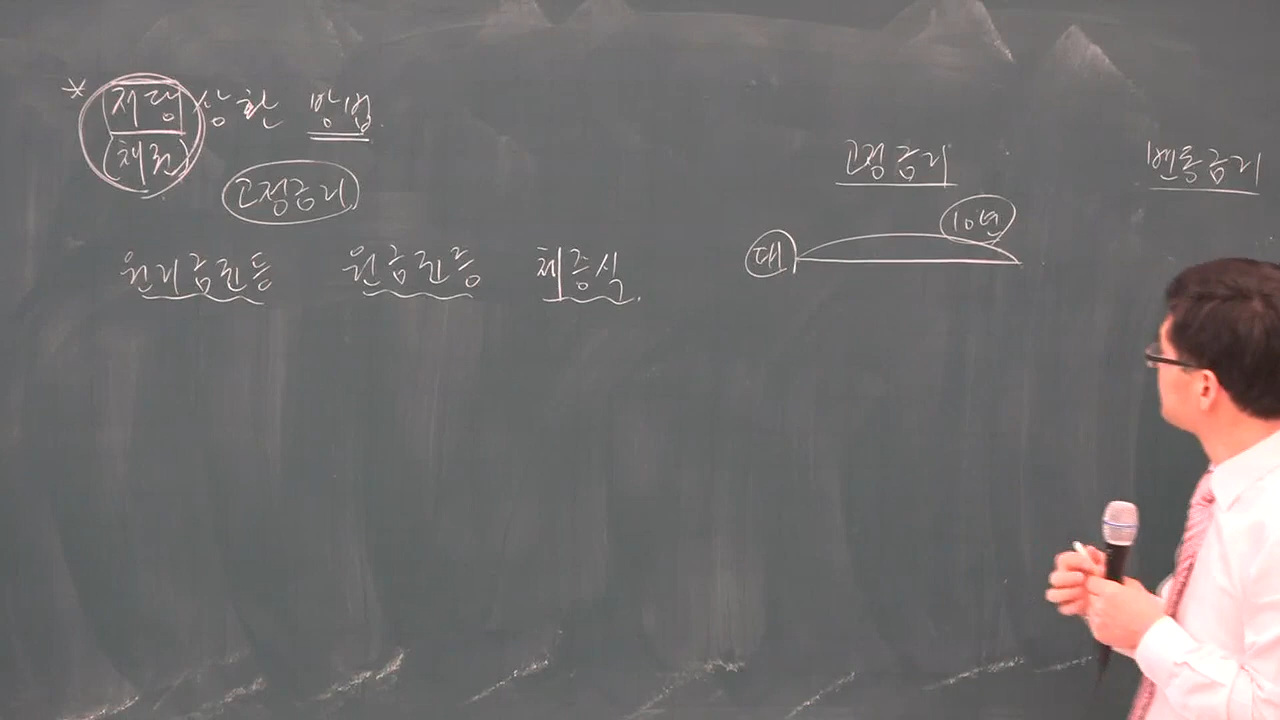 * 저당상환 방법.
(채권)
고정금리
원리금균등 원금균등 체증식.
고정금리
10년
대
변동금리